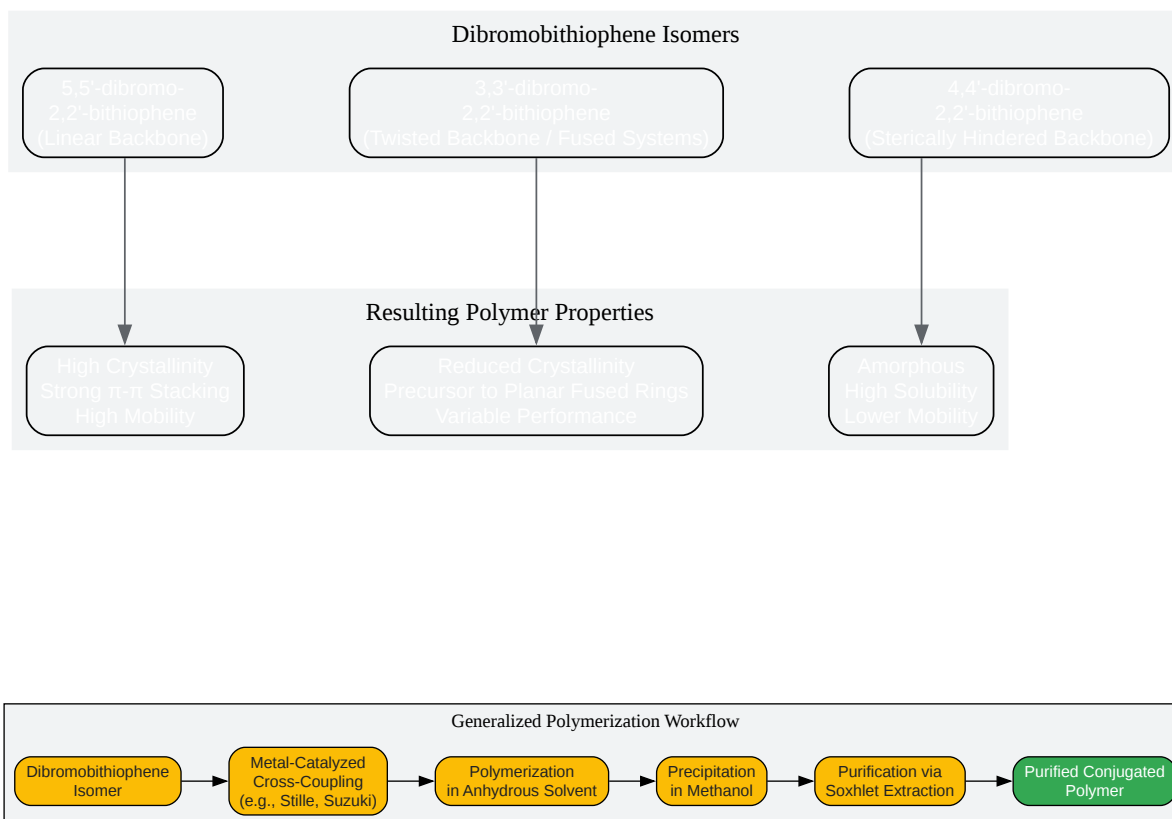 Dibromobithiophene Isomers
5,5'-dibromo-
2,2'-bithiophene
(Linear Backbone)
3,3'-dibromo-
2,2'-bithiophene
(Twisted Backbone / Fused Systems)
4,4'-dibromo-
2,2'-bithiophene
(Sterically Hindered Backbone)
Resulting Polymer Properties
High Crystallinity
Strong π-π Stacking
High Mobility
Reduced Crystallinity
Precursor to Planar Fused Rings
Variable Performance
Amorphous
High Solubility
Lower Mobility
Generalized Polymerization Workflow
Dibromobithiophene
Isomer
Metal-Catalyzed
Cross-Coupling
(e.g., Stille, Suzuki)
Polymerization
in Anhydrous Solvent
Precipitation
in Methanol
Purification via
Soxhlet Extraction
Purified Conjugated
Polymer